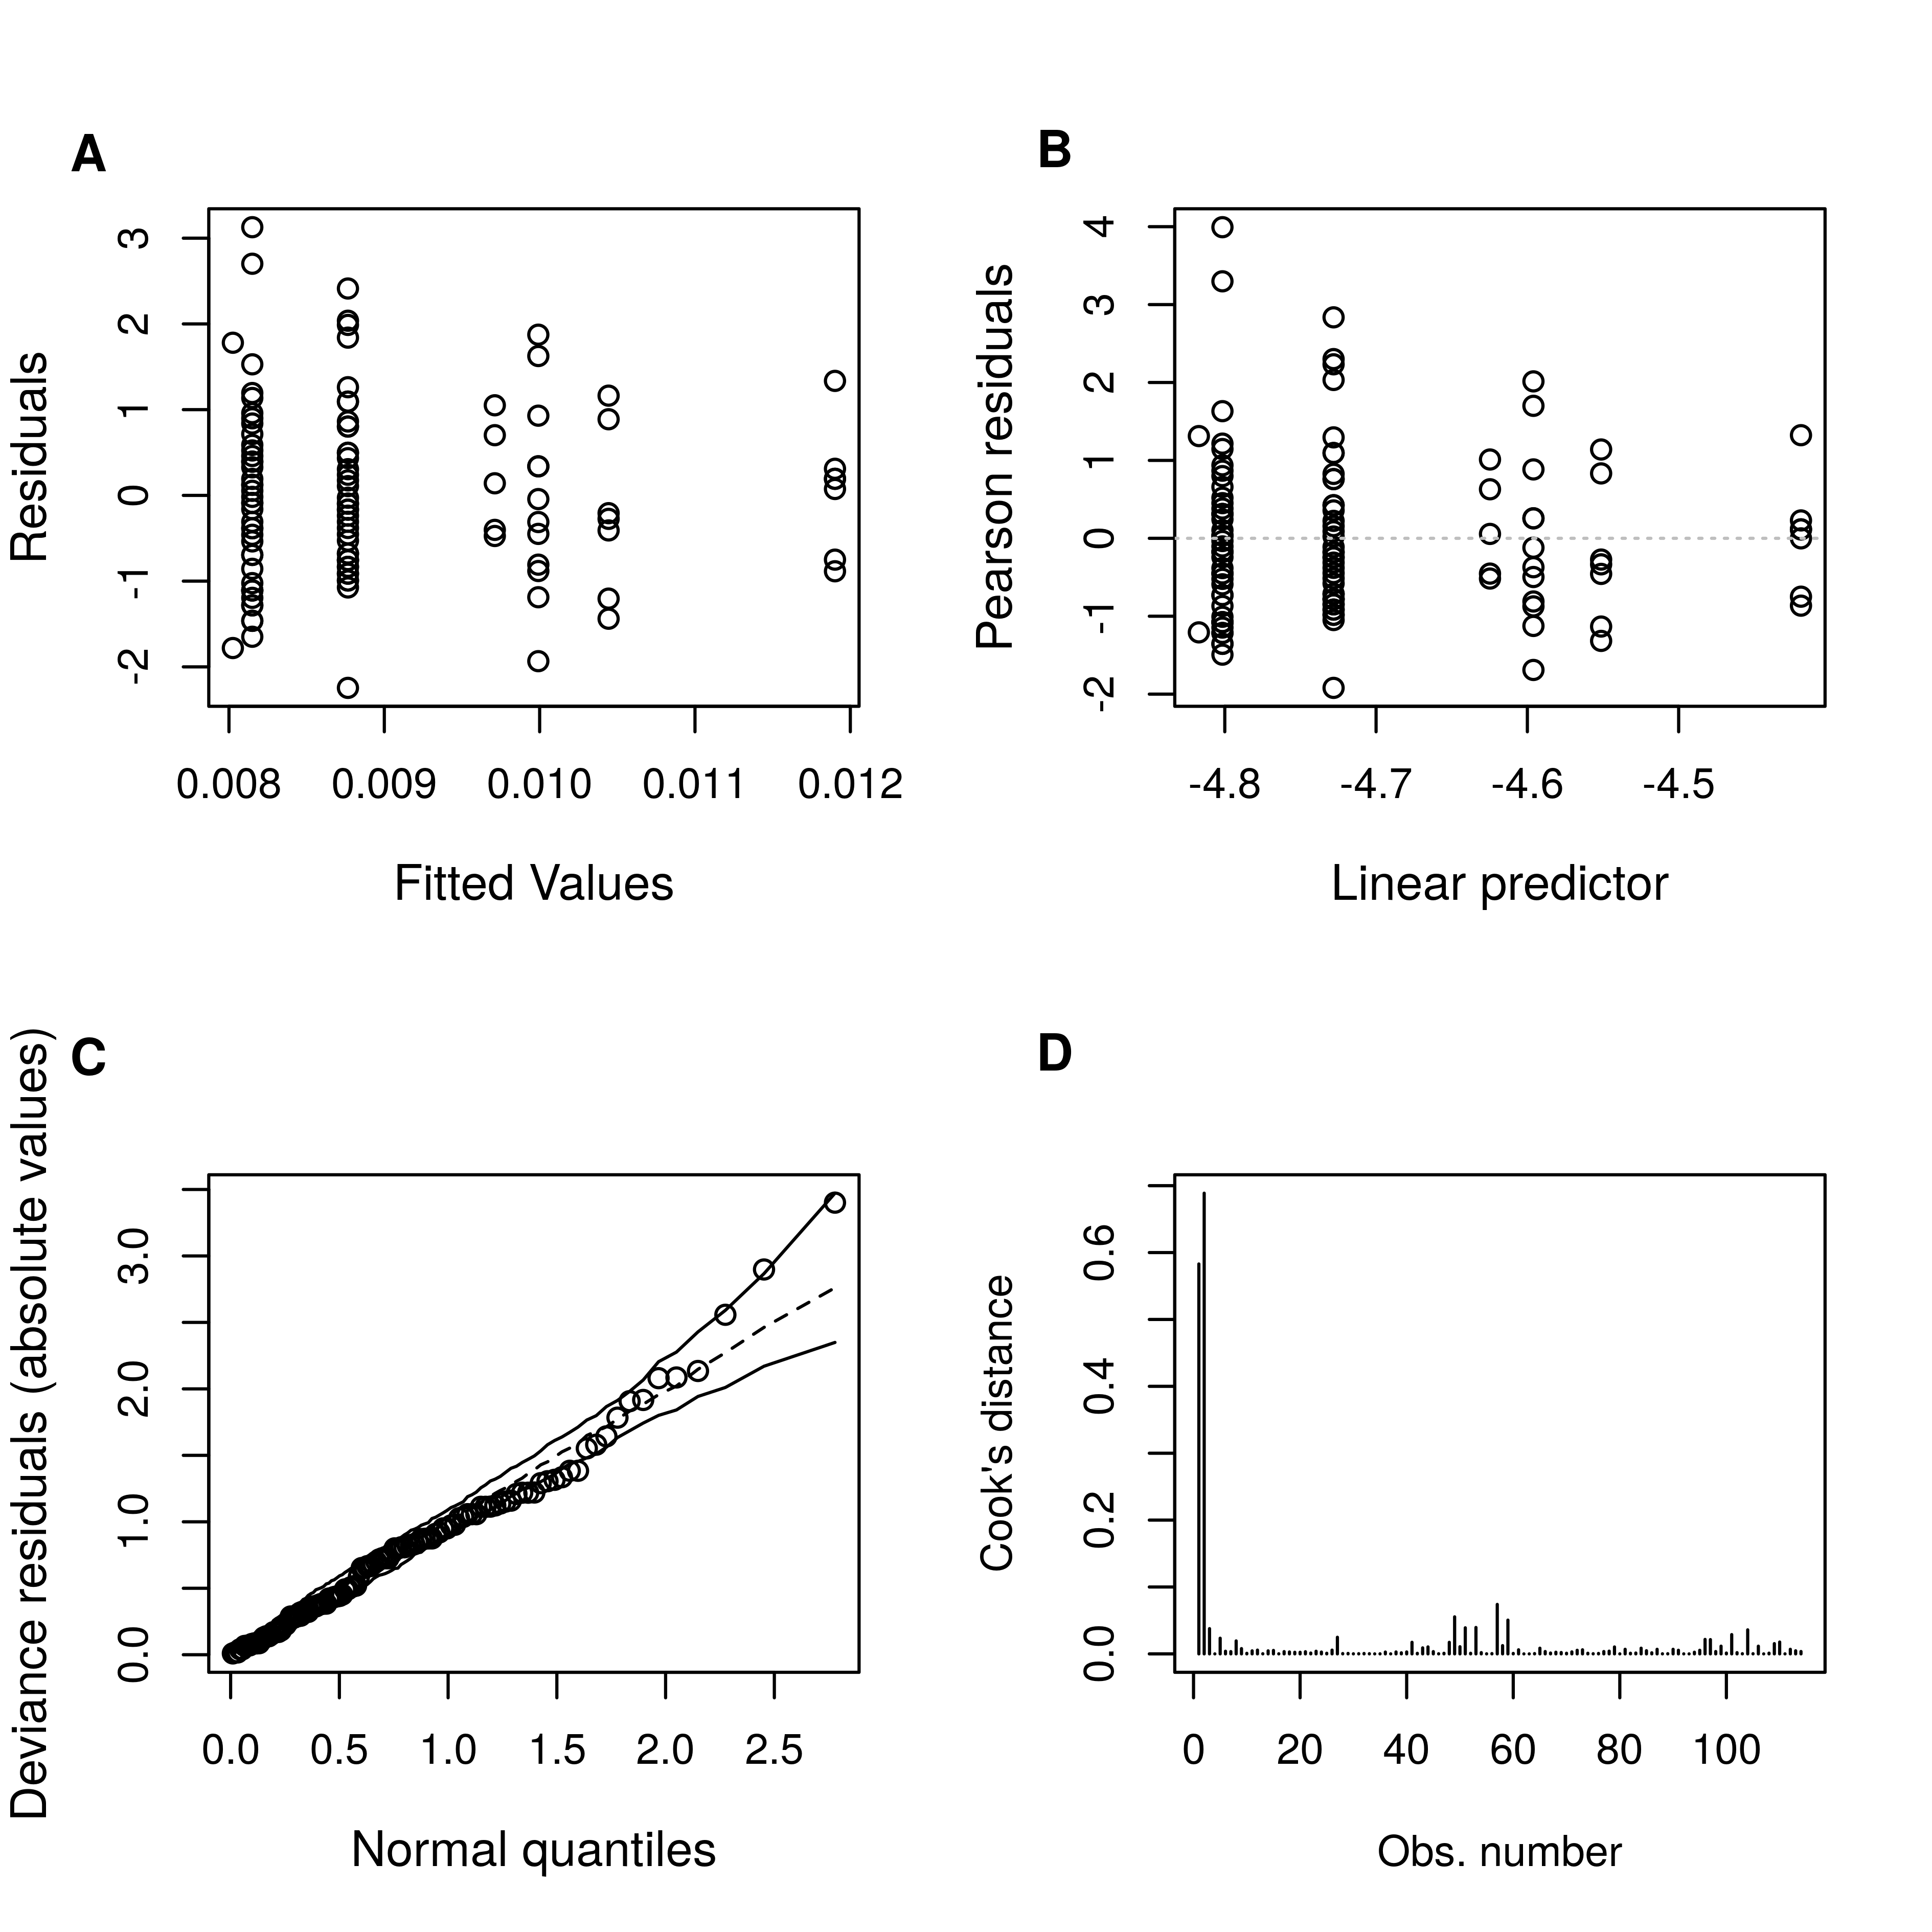 A
Residuals
3
2
1
0
-1
-2
0.008 0.009 0.010 0.011 0.012
Fitted Values
B
Pearson residuals
4
3
2
1
0
-1
-2
-4.8 -4.7 -4.6 -4.5
Linear predictor
C
Deviance residuals (absolute values)
3.0
2.0
1.0
0.0
0.0 0.5 1.0 1.5 2.0 2.5
Normal quantiles
D
Cook's distance
0.6
0.4
0.2
0.0
0 20 40 60 80 100
Obs. number